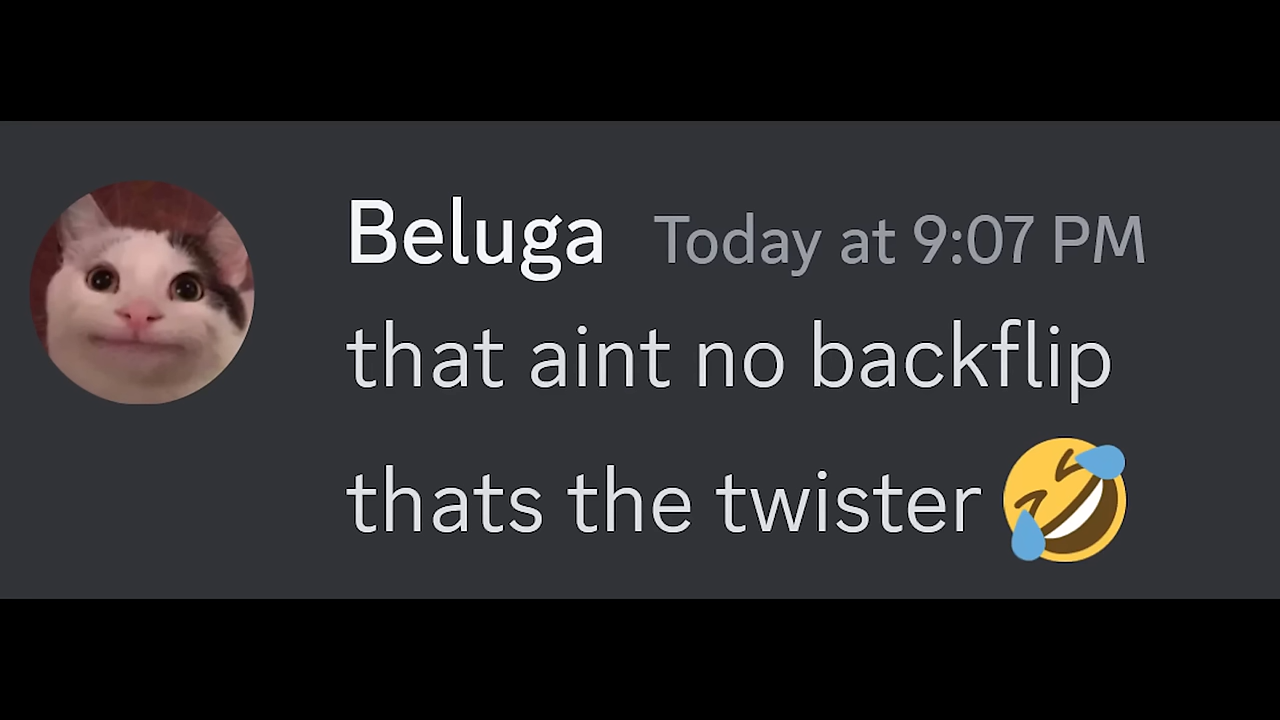 Beluga Today at 9:07 PM
that aint no backflip
thats the twister 🤣